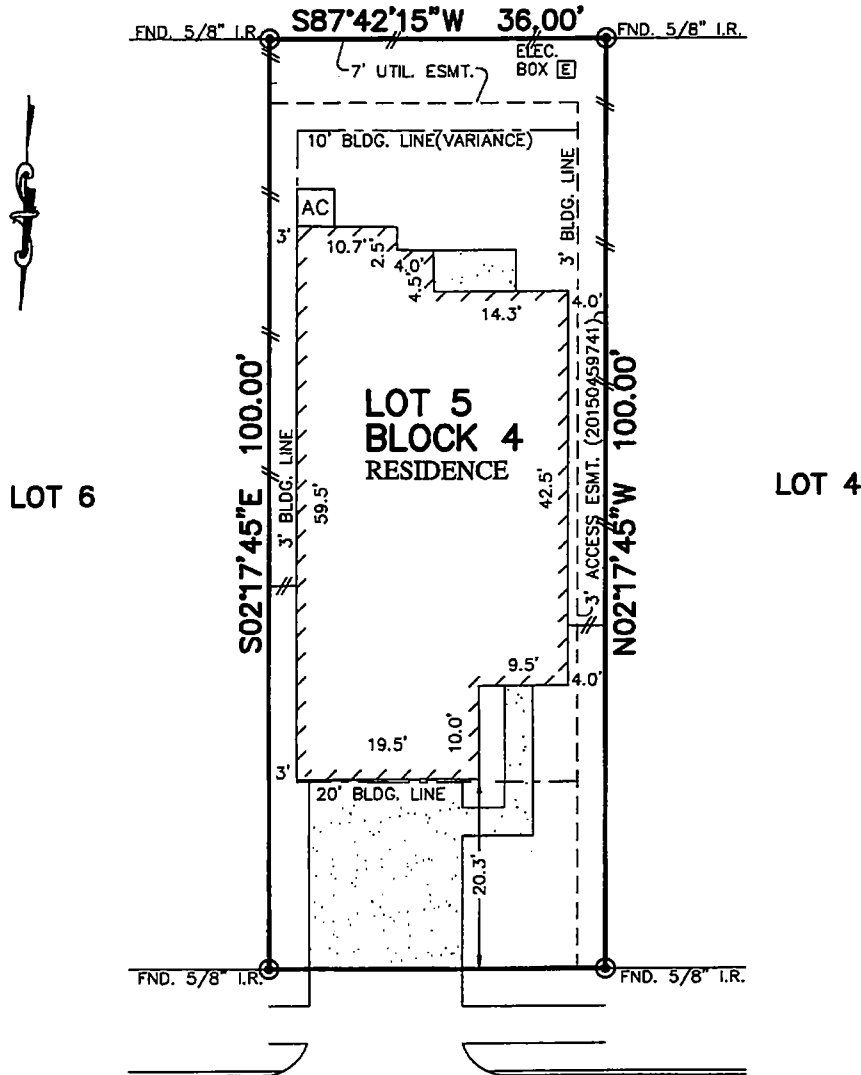 S87°42'15"W 36.00'
FND. 5/8" I.R.
FND. 5/8" I.R.
ELEC.
BOX E
7' UTIL. ESMT.
10' BLDG. LINE(VARIANCE)
3' BLDG. LINE
AC
3'
10.7'
2.5'
4.0'
4.5'
14.3'
4.0'
LOT 5
BLOCK 4
RESIDENCE
LOT 6
LOT 4
S02°17'45"E 100.00'
3' BLDG. LINE
59.5'
42.5'
3' ACCESS ESMT. (20150459741)
N02°17'45"W 100.00'
9.5'
4.0'
10.0'
19.5'
3'
20' BLDG. LINE
20.3'
FND. 5/8" I.R.
FND. 5/8" I.R.